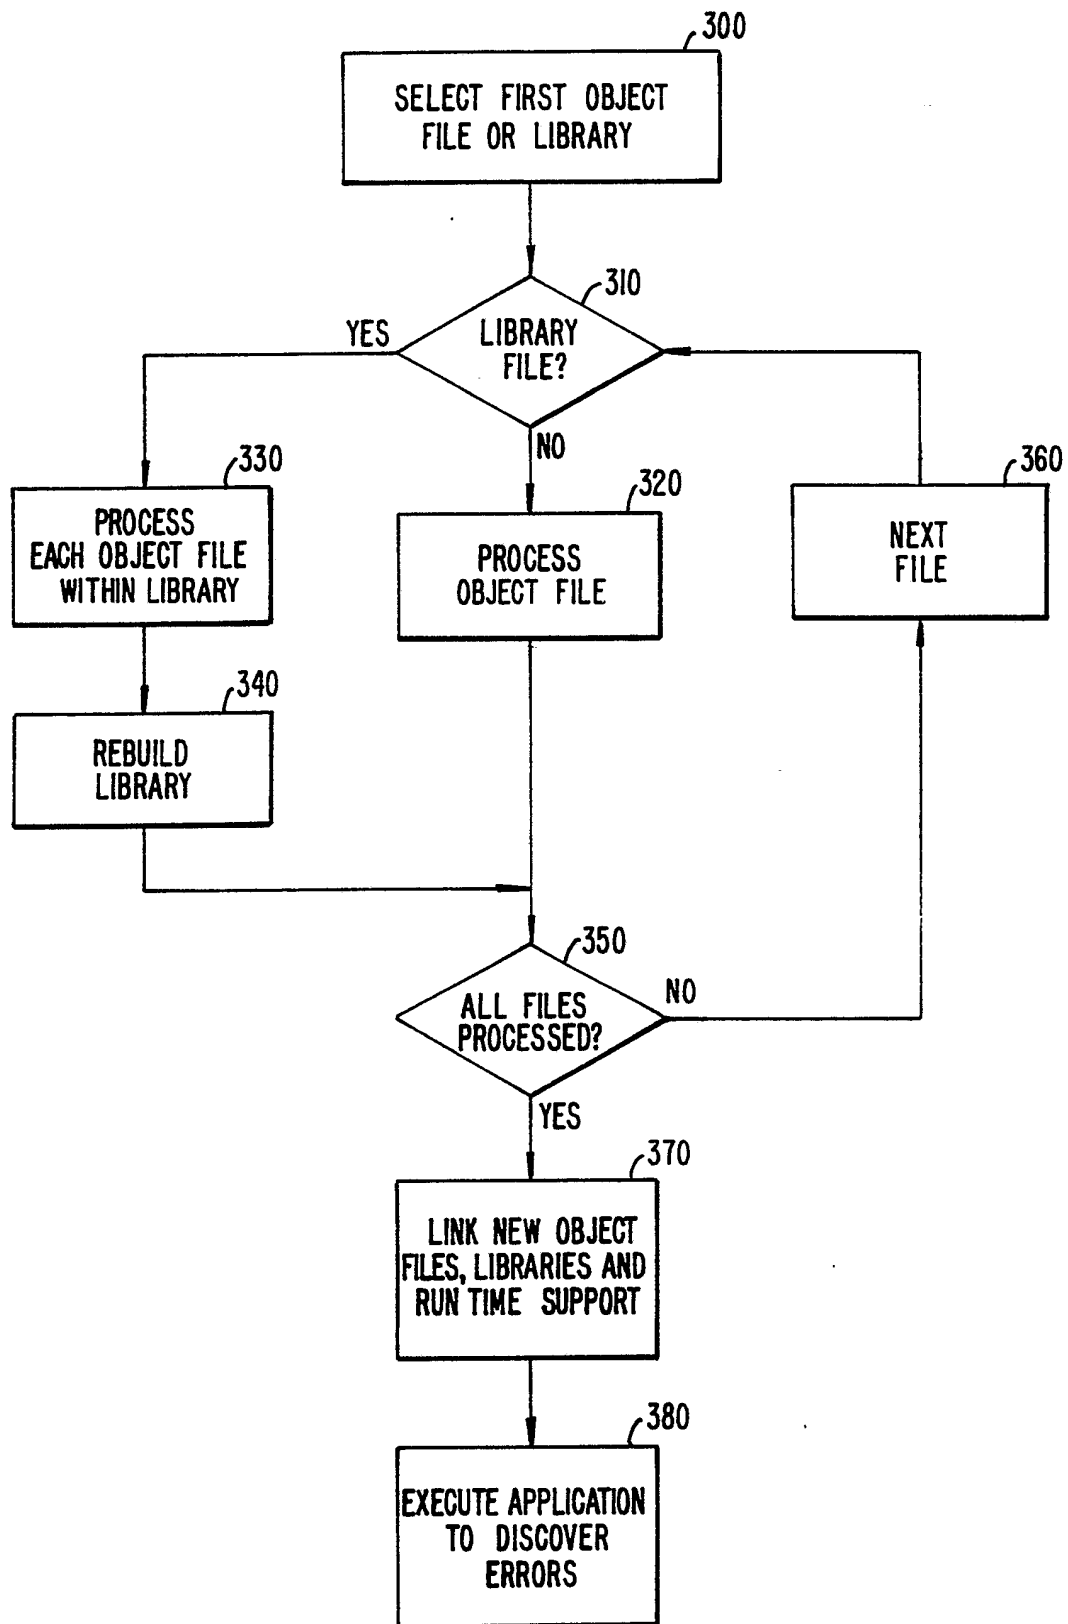 300
SELECT FIRST OBJECT
FILE OR LIBRARY
310
YES
LIBRARY
FILE?
NO
330
PROCESS
EACH OBJECT FILE
WITHIN LIBRARY
320
PROCESS
OBJECT FILE
360
NEXT
FILE
340
REBUILD
LIBRARY
350
ALL FILES
PROCESSED?
NO
YES
370
LINK NEW OBJECT
FILES, LIBRARIES AND
RUN TIME SUPPORT
380
EXECUTE APPLICATION
TO DISCOVER
ERRORS